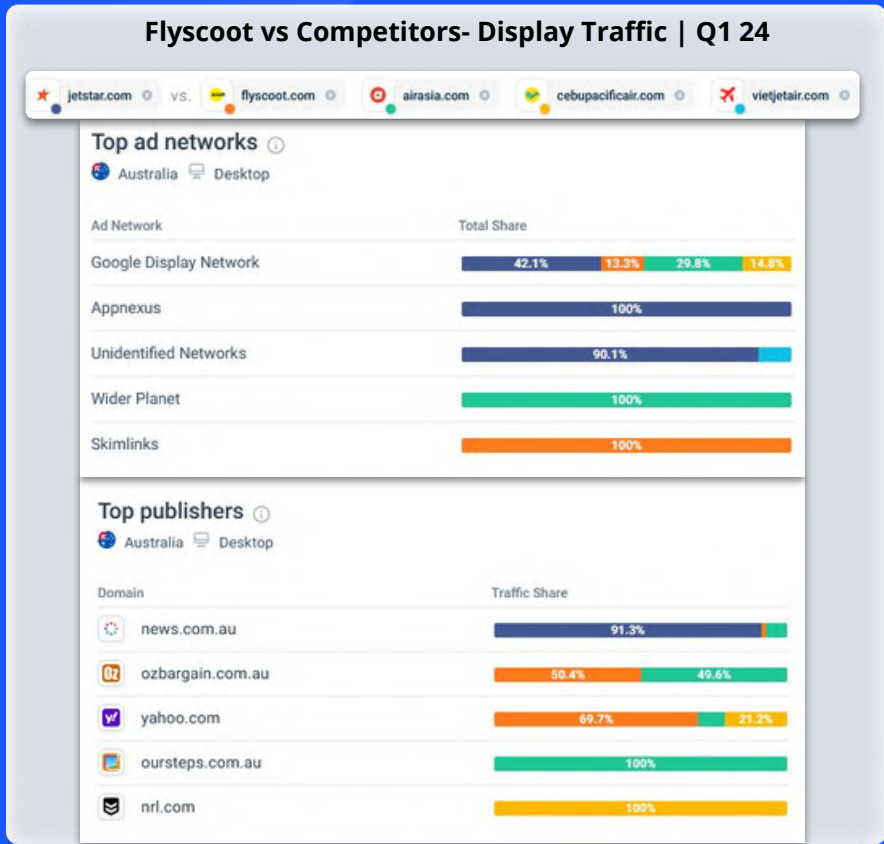 Flyscoot vs Competitors- Display Traffic | Q1 24
jetstar.com vs. flyscoot.com airasia.com cebupacificair.com vietjetair.com
Top ad networks
Australia Desktop
Ad Network Total Share
Google Display Network 42.1% 13.3% 29.8% 14.8%
Appnexus 100%
Unidentified Networks 90.1%
Wider Planet 100%
Skimlinks 100%
Top publishers
Australia Desktop
Domain Traffic Share
news.com.au 91.3%
ozbargain.com.au 50.4% 49.6%
yahoo.com 69.7% 21.2%
oursteps.com.au 100%
nrl.com 100%